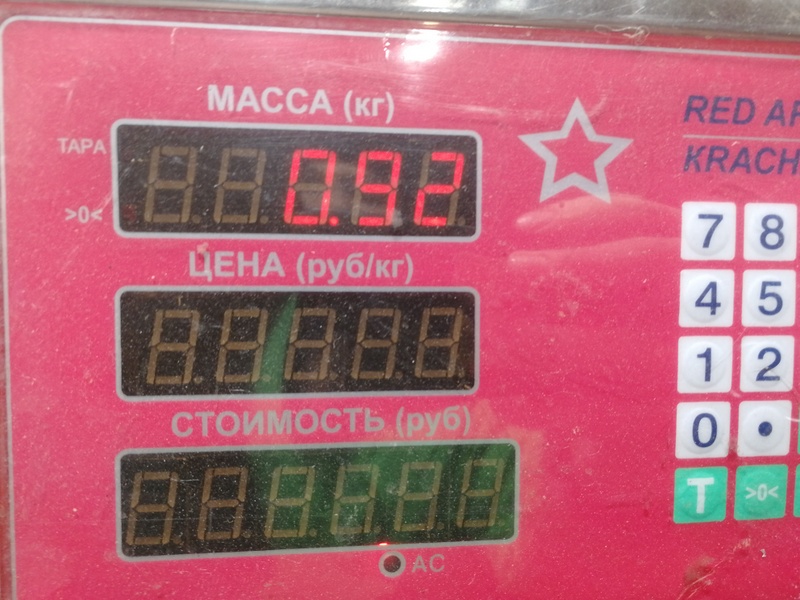 МАССА (кг)
ТАРА
0.92
>0<
ЦЕНА (руб/кг)
СТОИМОСТЬ (руб)
АС
RED
KRACH
7 8
4 5
1 2
0 •
T >0<